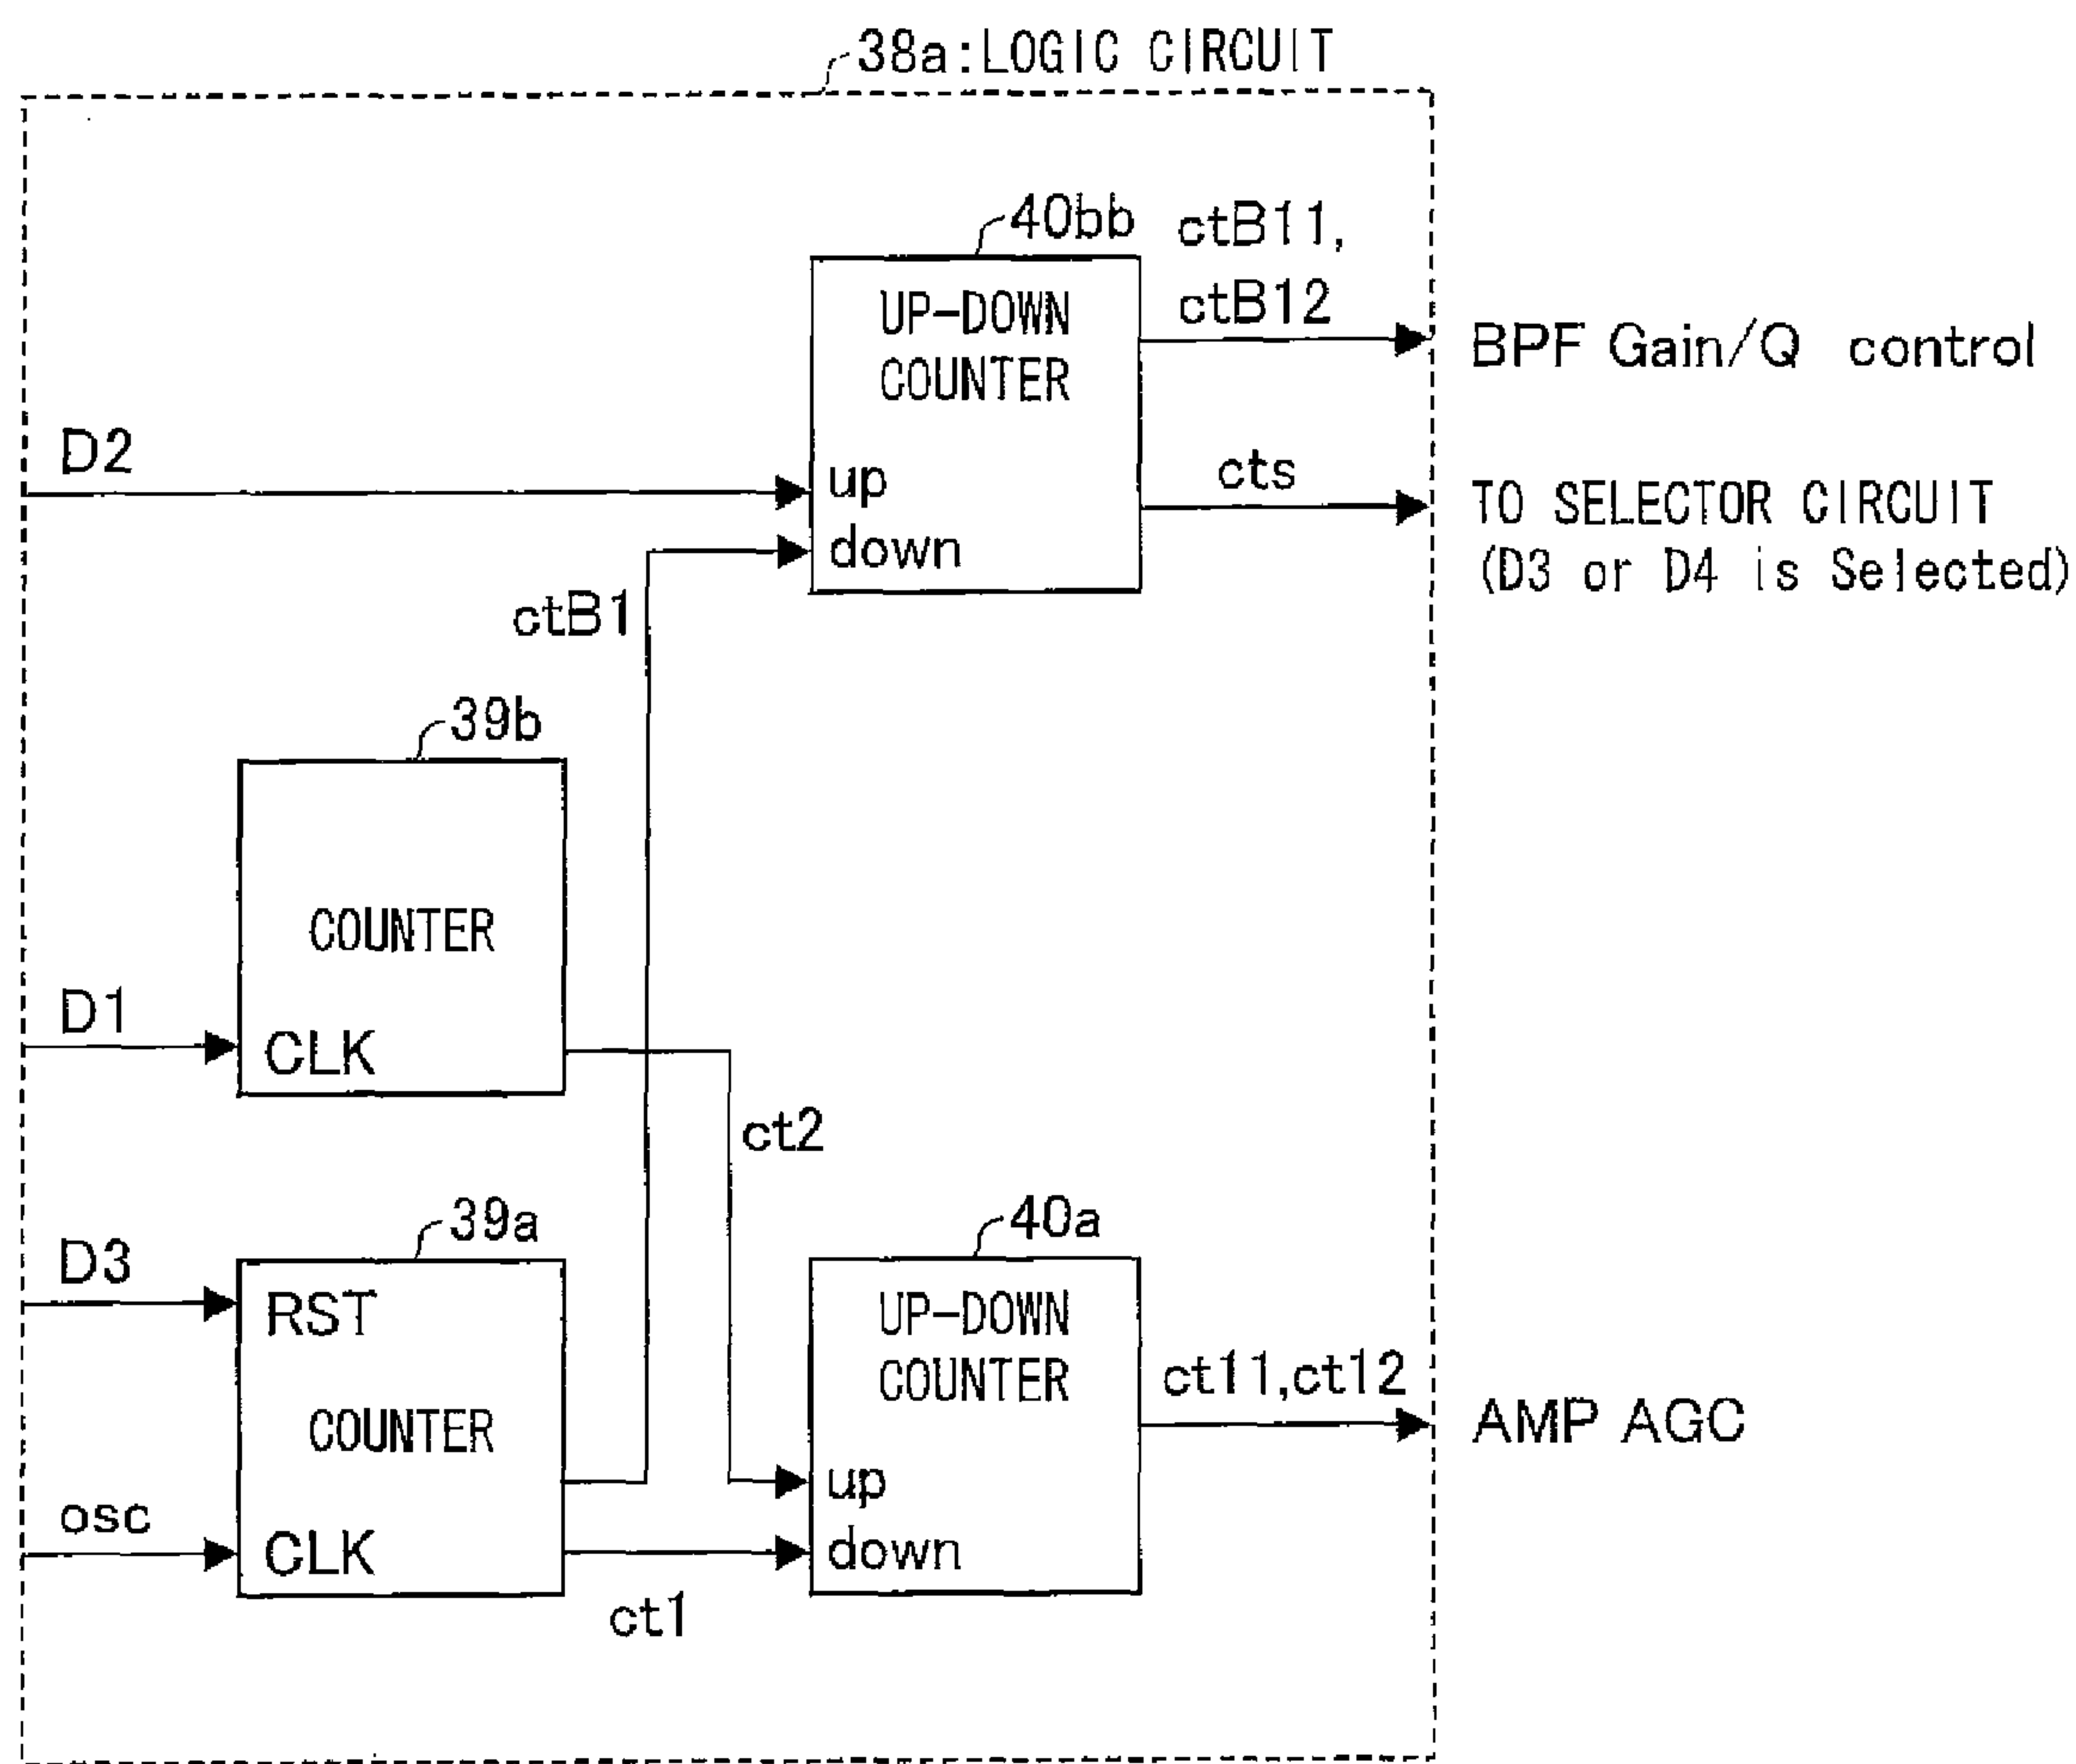 38a:LOGIC CIRCUIT
40bb
ctB11,
ctB12
UP-DOWN
COUNTER
BPF Gain/Q control
D2
up
down
cts
TO SELECTOR CIRCUIT
(D3 or D4 is Selected)
ctB1
39b
COUNTER
D1
CLK
ct2
39a
40a
D3
RST
COUNTER
UP-DOWN
COUNTER
ct11,ct12
AMP AGC
osc
CLK
up
down
ct1